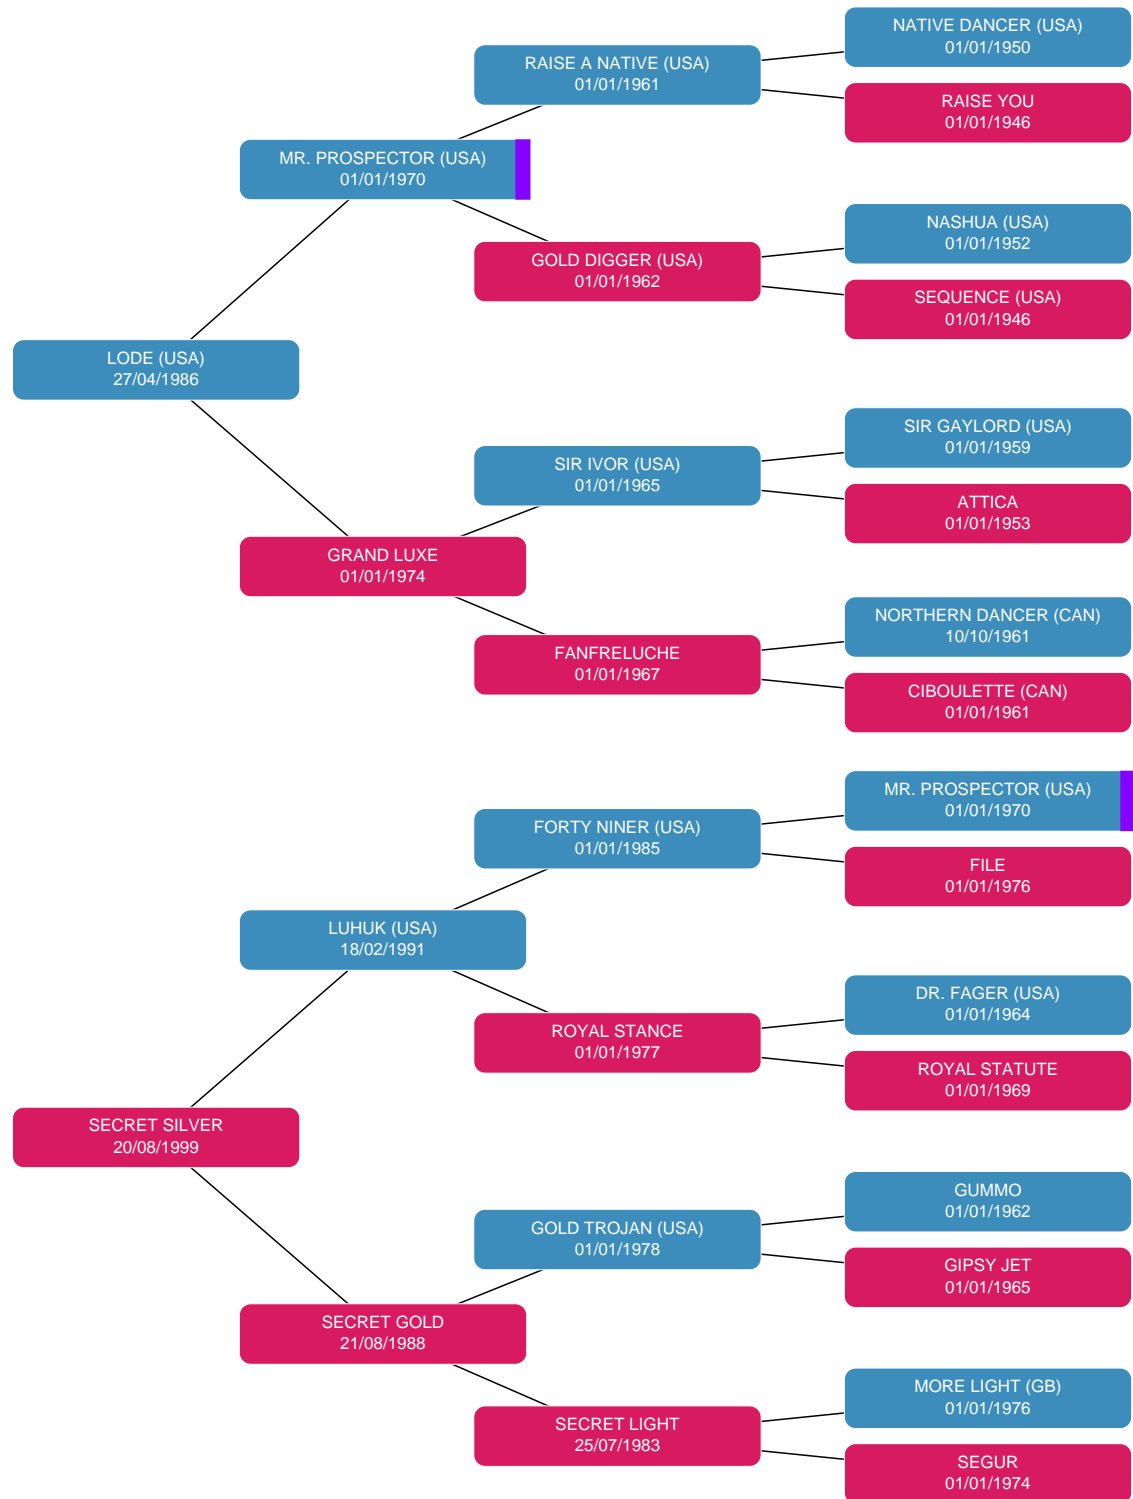 NATIVE DANCER (USA)
01/01/1950
RAISE A NATIVE (USA)
01/01/1961
RAISE YOU
01/01/1946
MR. PROSPECTOR (USA)
01/01/1970
NASHUA (USA)
01/01/1952
GOLD DIGGER (USA)
01/01/1962
SEQUENCE (USA)
01/01/1946
LODE (USA)
27/04/1986
SIR GAYLORD (USA)
01/01/1959
SIR IVOR (USA)
01/01/1965
ATTICA
01/01/1953
GRAND LUXE
01/01/1974
NORTHERN DANCER (CAN)
10/10/1961
FANFRELUCHE
01/01/1967
CIBOULETTE (CAN)
01/01/1961
MR. PROSPECTOR (USA)
01/01/1970
FORTY NINER (USA)
01/01/1985
FILE
01/01/1976
LUHUK (USA)
18/02/1991
DR. FAGER (USA)
01/01/1964
ROYAL STANCE
01/01/1977
ROYAL STATUTE
01/01/1969
SECRET SILVER
20/08/1999
GUMMO
01/01/1962
GOLD TROJAN (USA)
01/01/1978
GIPSY JET
01/01/1965
SECRET GOLD
21/08/1988
MORE LIGHT (GB)
01/01/1976
SECRET LIGHT
25/07/1983
SEGUR
01/01/1974